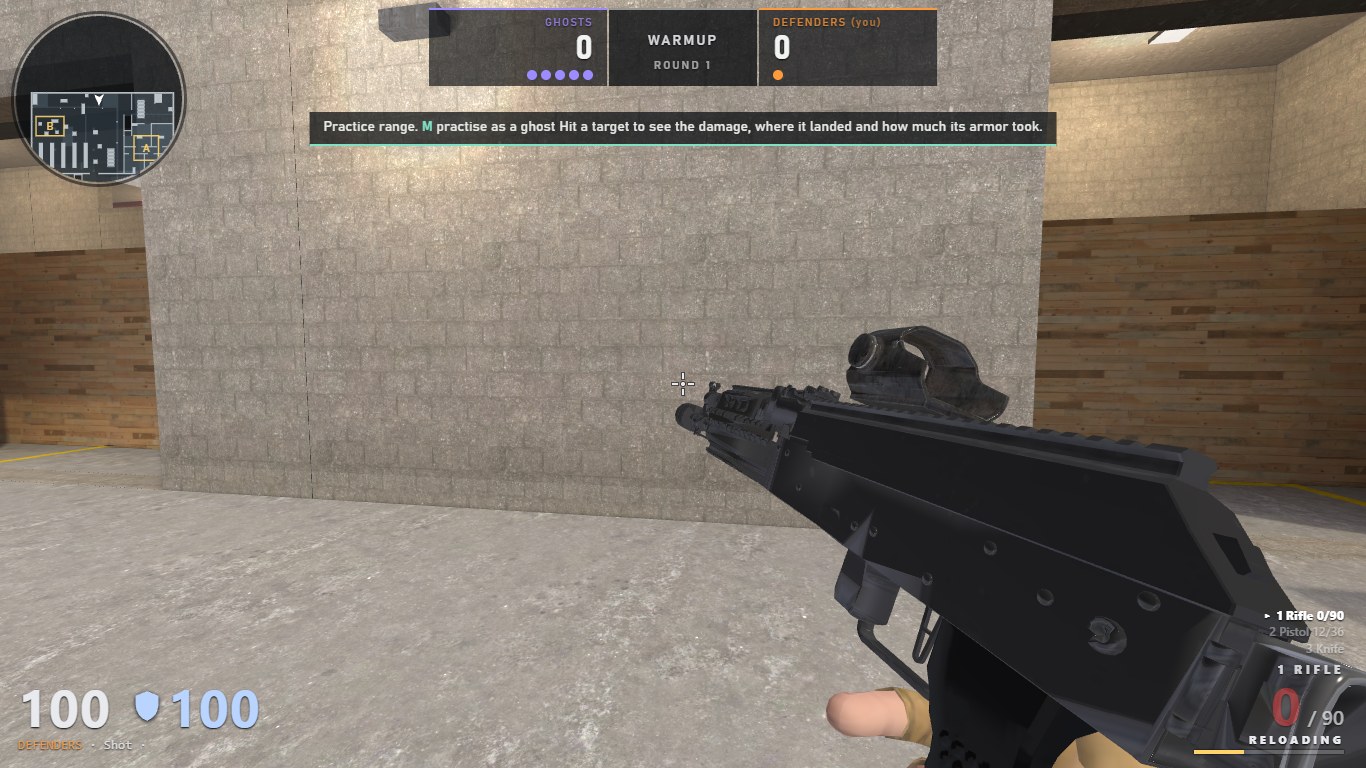 GHOSTS
0
WARMUP
ROUND 1
DEFENDERS (you)
0
Practice range. M practise as a ghost Hit a target to see the damage, where it landed and how much its armor took.
B
A
▸ 1 Rifle 0/90
2 Pistol 12/36
3 Knife
1 RIFLE
0 / 90
RELOADING
100 100
DEFENDERS · Shot ·